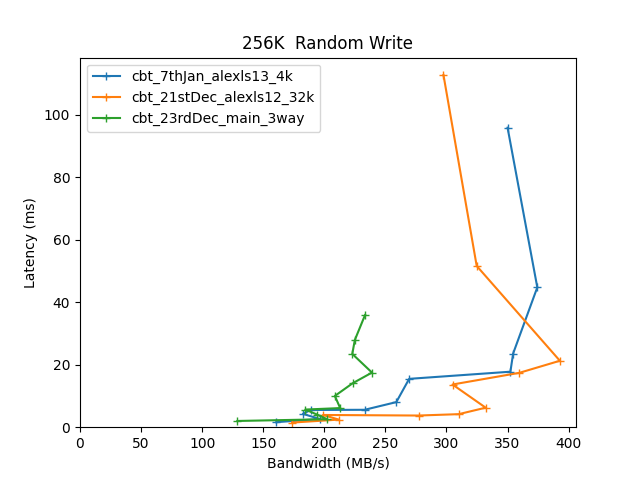 256K  Random Write
cbt_7thJan_alexls13_4k
cbt_21stDec_alexls12_32k
cbt_23rdDec_main_3way
Latency (ms)
100
80
60
40
20
0
0
50
100
150
200
250
300
350
400
Bandwidth (MB/s)